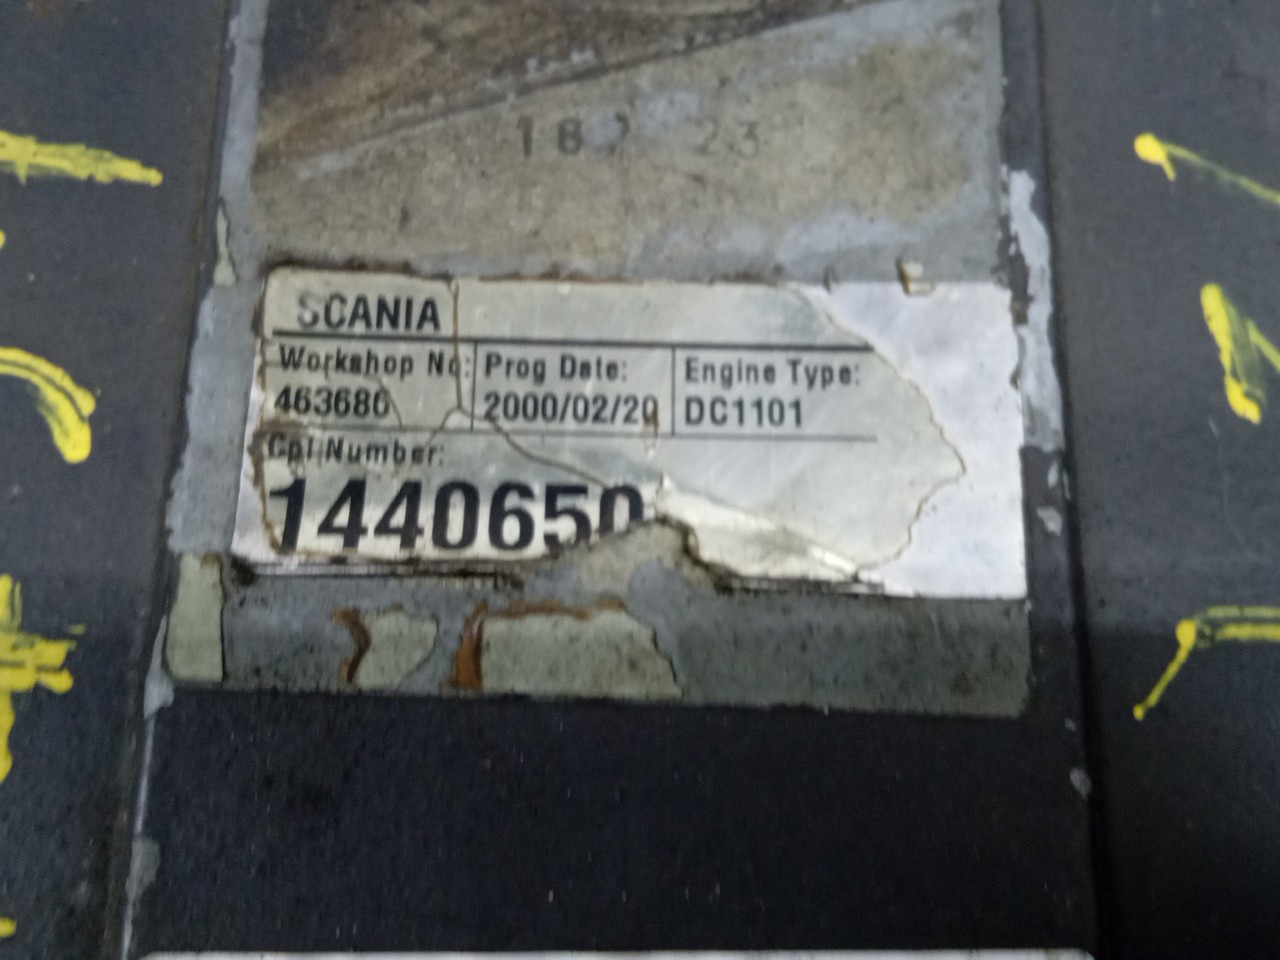 SCANIA
Workshop No: Prog Date: Engine Type:
463686 2000/02/20 DC1101
Cpl Number:
1440650